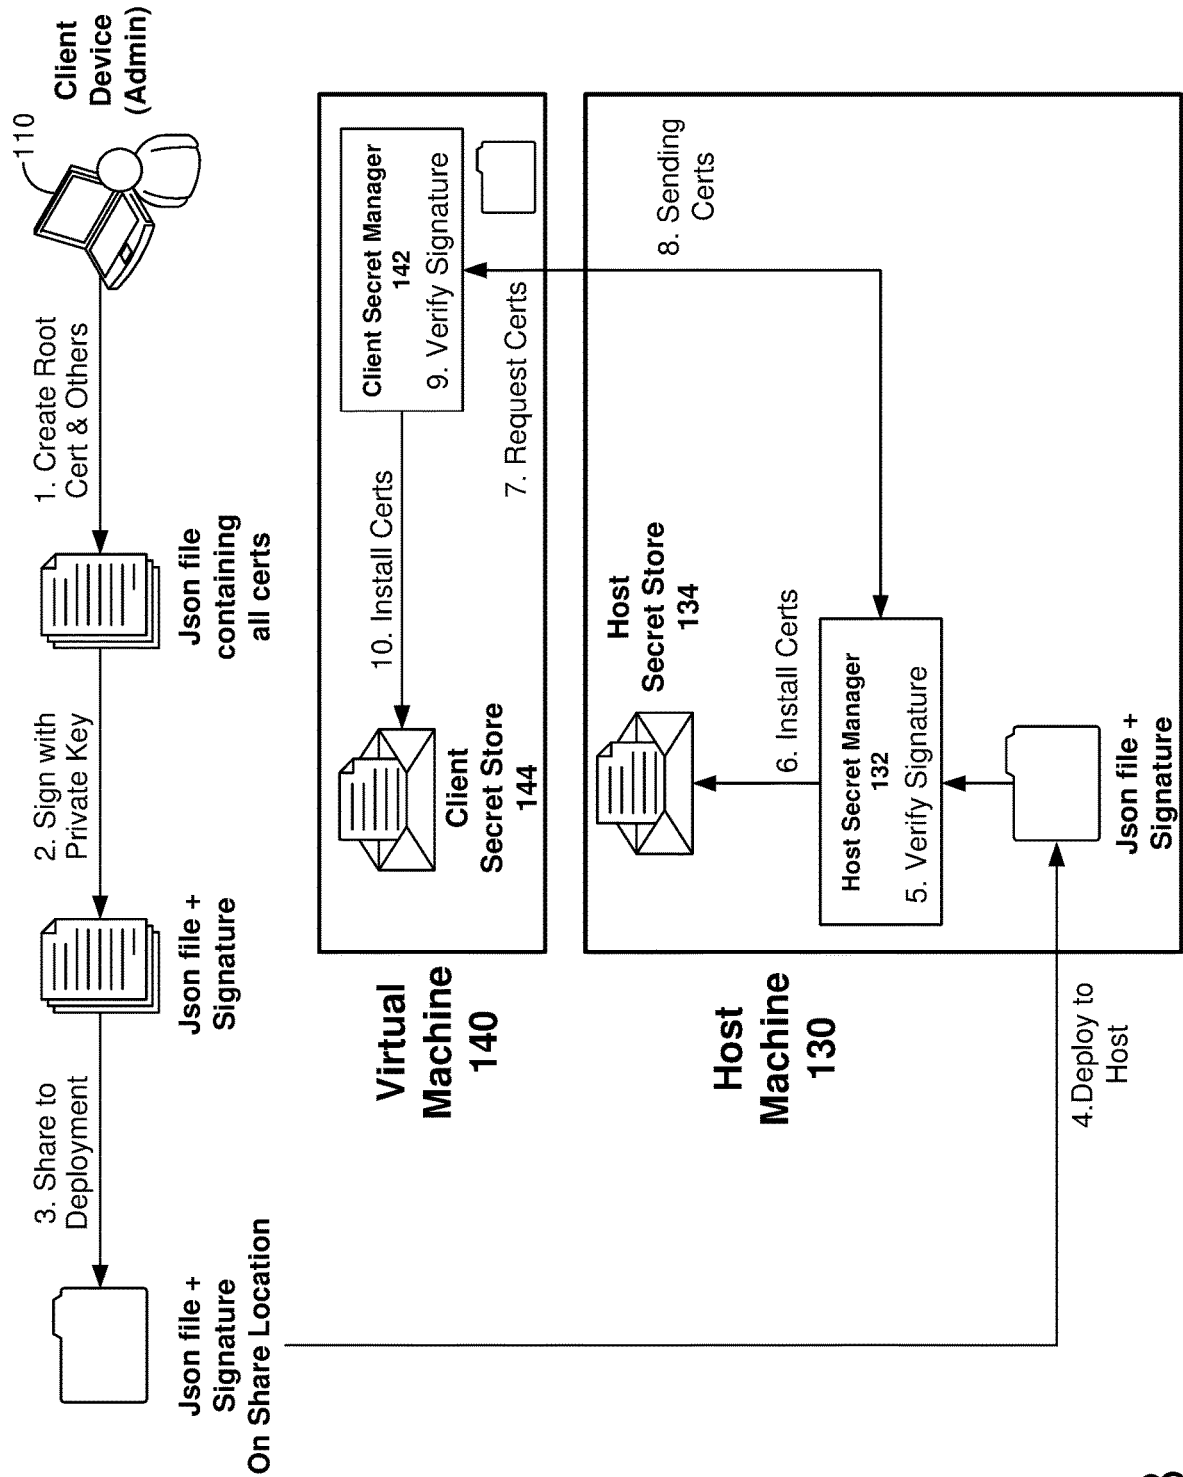 110
Client
Device
(Admin)
1. Create Root
Cert & Others
Json file
containing
all certs
2. Sign with
Private Key
Json file +
Signature
3. Share to
Deployment
Json file +
Signature
On Share Location
Virtual
Machine
140
Client Secret Manager
142
9. Verify Signature
10. Install Certs
Client
Secret Store
144
7. Request Certs
8. Sending
Certs
Host
Machine
130
Host
Secret Store
134
6. Install Certs
Host Secret Manager
132
5. Verify Signature
Json file +
Signature
4.Deploy to
Host